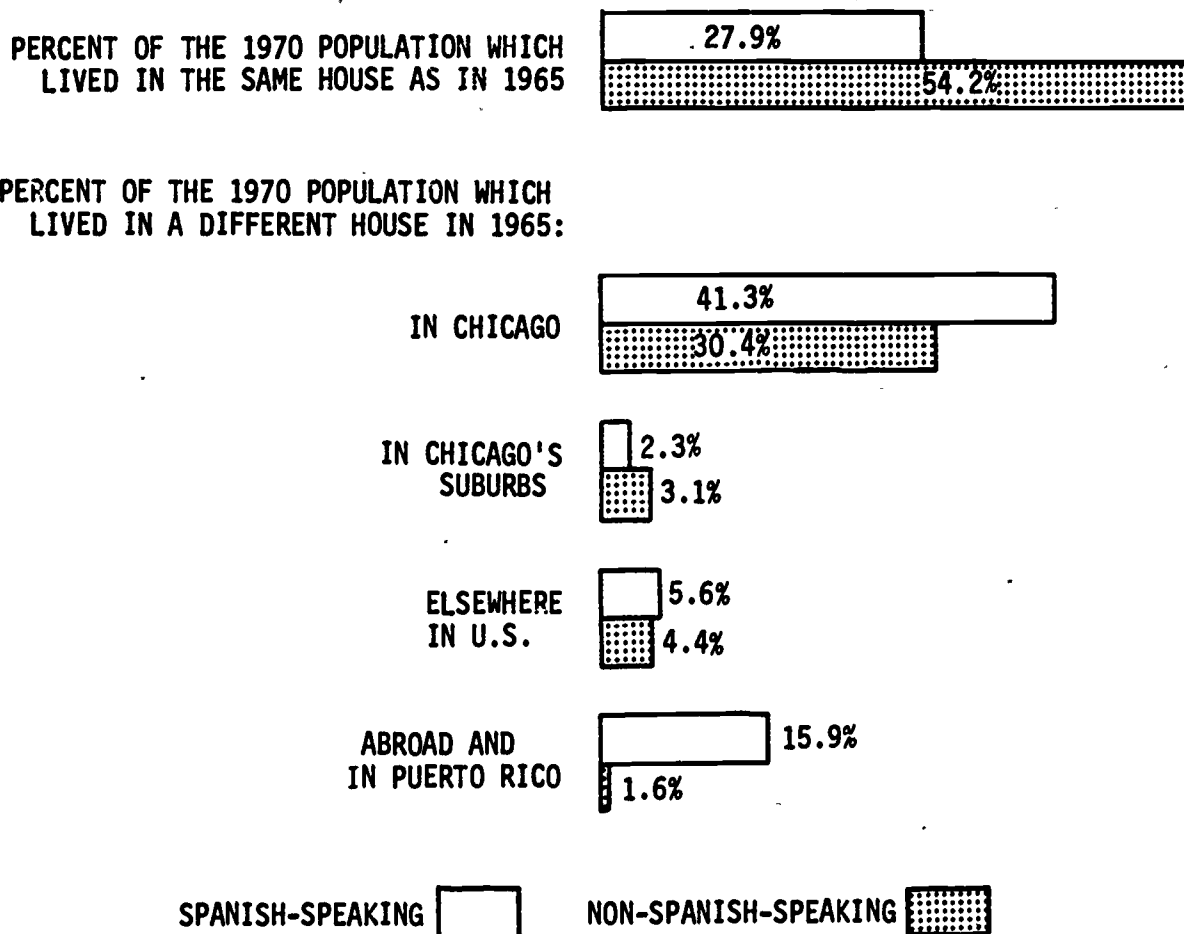 PERCENT OF THE 1970 POPULATION WHICH
LIVED IN THE SAME HOUSE AS IN 1965
27.9%
54.2%
PERCENT OF THE 1970 POPULATION WHICH
LIVED IN A DIFFERENT HOUSE IN 1965:
IN CHICAGO
41.3%
30.4%
IN CHICAGO'S
SUBURBS
2.3%
3.1%
ELSEWHERE
IN U.S.
5.6%
4.4%
ABROAD AND
IN PUERTO RICO
15.9%
1.6%
SPANISH-SPEAKING
NON-SPANISH-SPEAKING